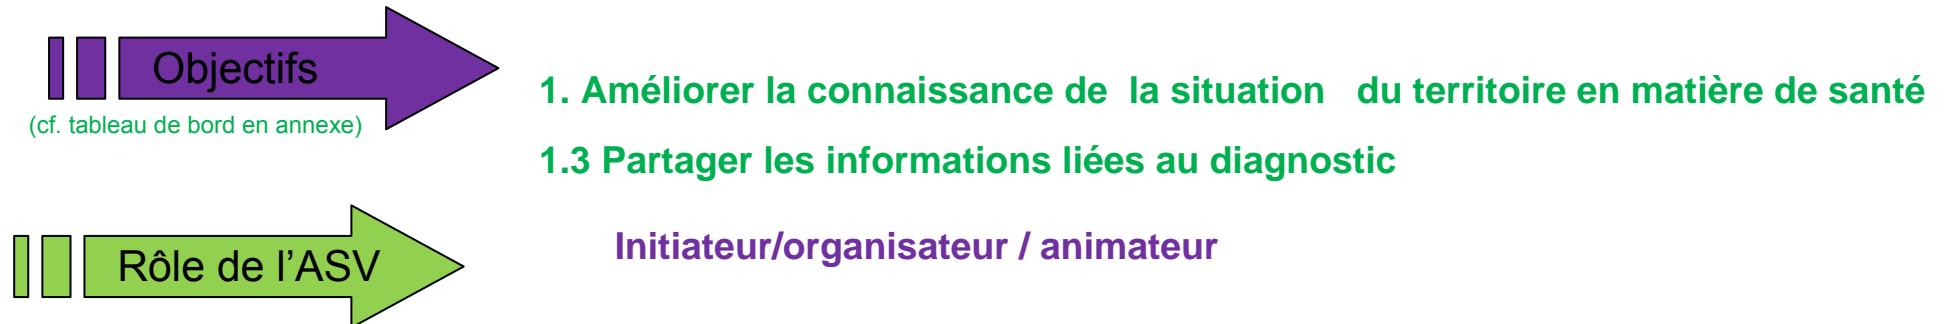 Objectifs
(cf. tableau de bord en annexe)
1. Améliorer la connaissance de la situation du territoire en matière de santé
1.3 Partager les informations liées au diagnostic
Rôle de l'ASV
Initiateur/organisateur / animateur